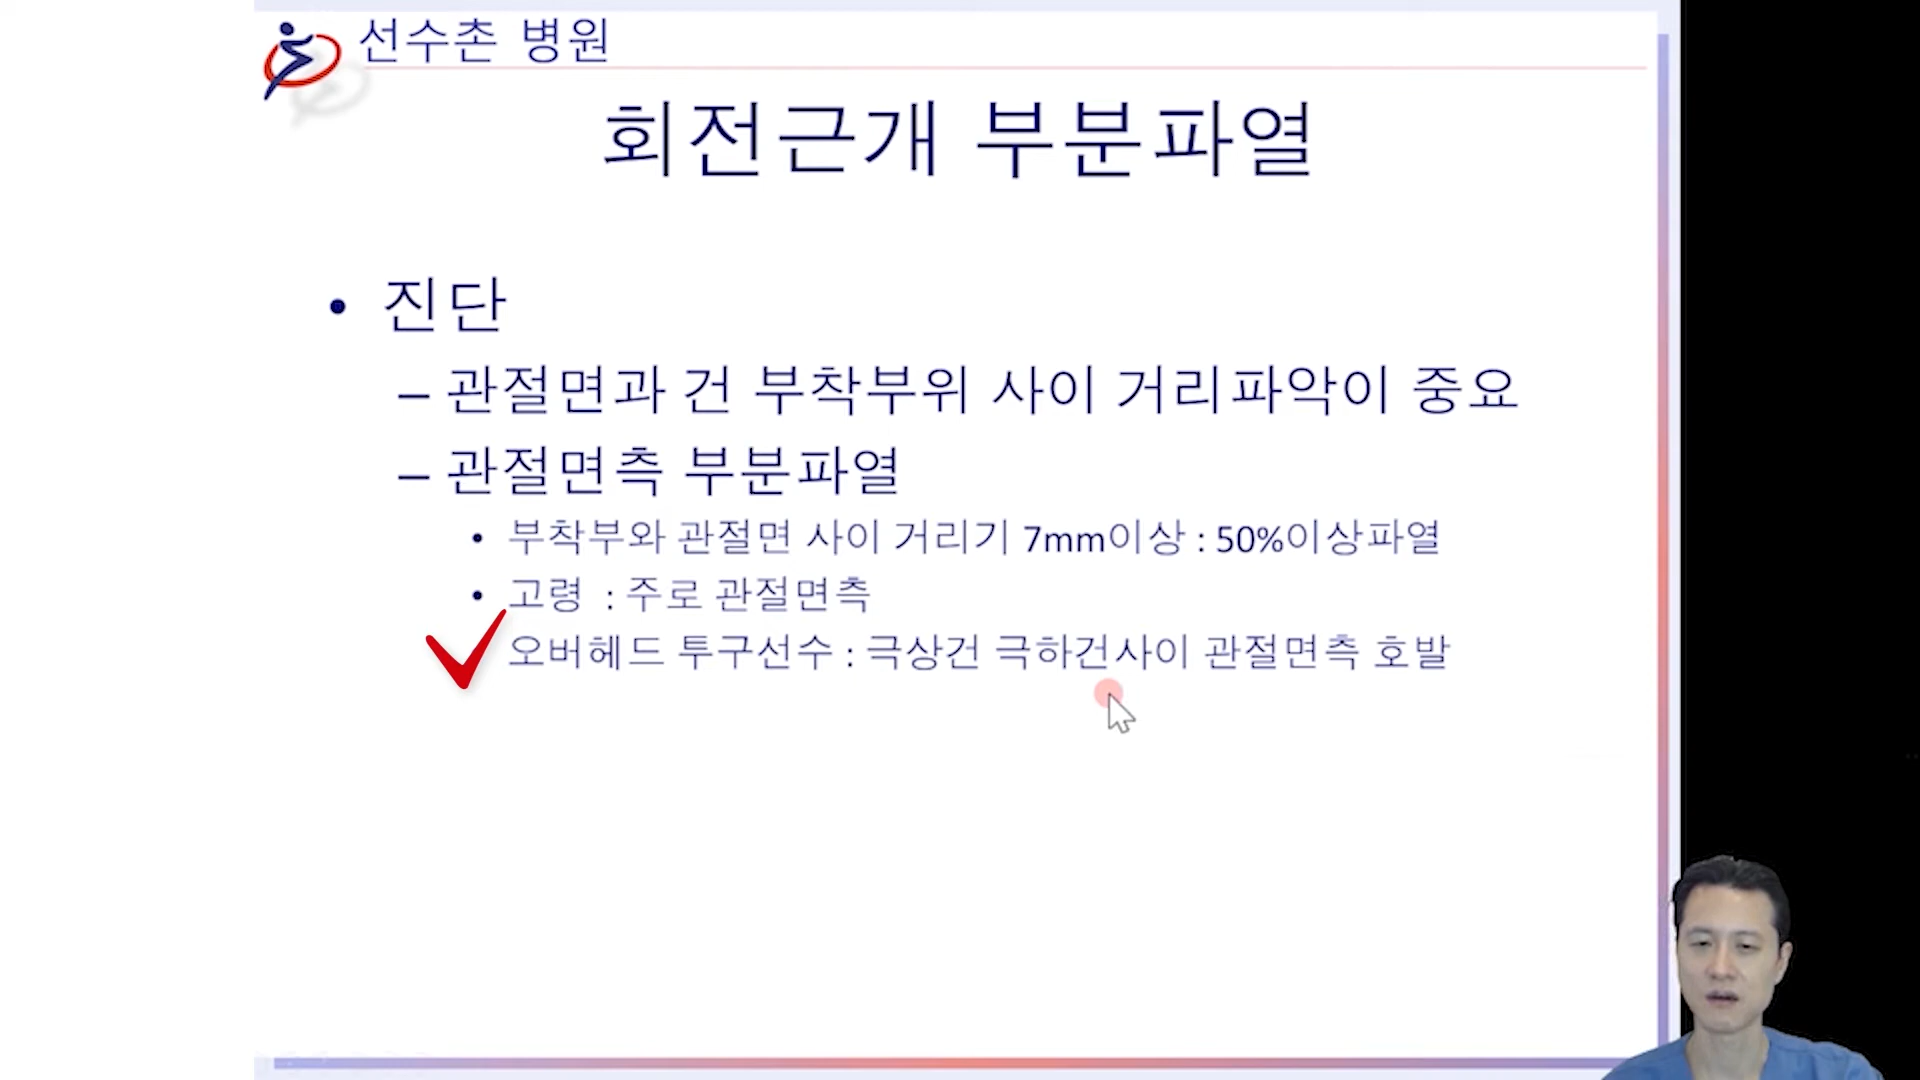 선수촌 병원
회전근개 부분파열
• 진단
– 관절면과 건 부착부위 사이 거리파악이 중요
– 관절면측 부분파열
• 부착부와 관절면 사이 거리기 7mm이상 : 50%이상파열
• 고령 : 주로 관절면측
오버헤드 투구선수 : 극상건 극하건사이 관절면측 호발